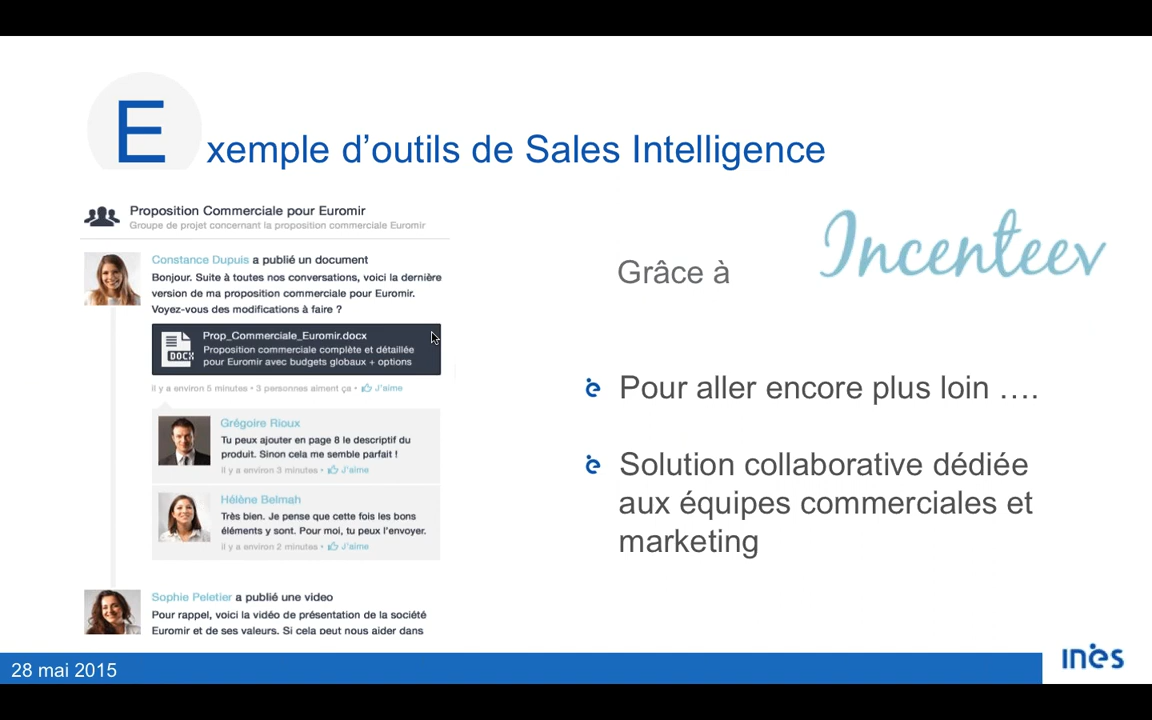 Exemple d’outils de Sales Intelligence
Proposition Commerciale pour Euromir
Groupe de projet concernant la proposition commerciale Euromir
Constance Dupuis a publié un document
Bonjour. Suite à toutes nos conversations, voici la dernière
version de ma proposition commerciale pour Euromir.
Voyez-vous des modifications à faire ?
DOCX
Prop_Commerciale_Euromir.docx
Proposition commerciale complète et détaillée
pour Euromir avec budgets globaux + options
il y a environ 5 minutes • 3 personnes aiment ça • J'aime
Grégoire Rioux
Tu peux ajouter en page 8 le descriptif du
produit. Sinon cela me semble parfait !
il y a environ 3 minutes • J'aime
Hélène Belmah
Très bien. Je pense que cette fois les bons
éléments y sont. Pour moi, tu peux l'envoyer.
il y a environ 2 minutes • J'aime
Sophie Peletier a publié une video
Pour rappel, voici la vidéo de présentation de la société
Euromir et de ses valeurs. Si cela peut nous aider dans
Grâce à
Incenteev
Pour aller encore plus loin ….
Solution collaborative dédiée
aux équipes commerciales et
marketing
28 mai 2015
inès